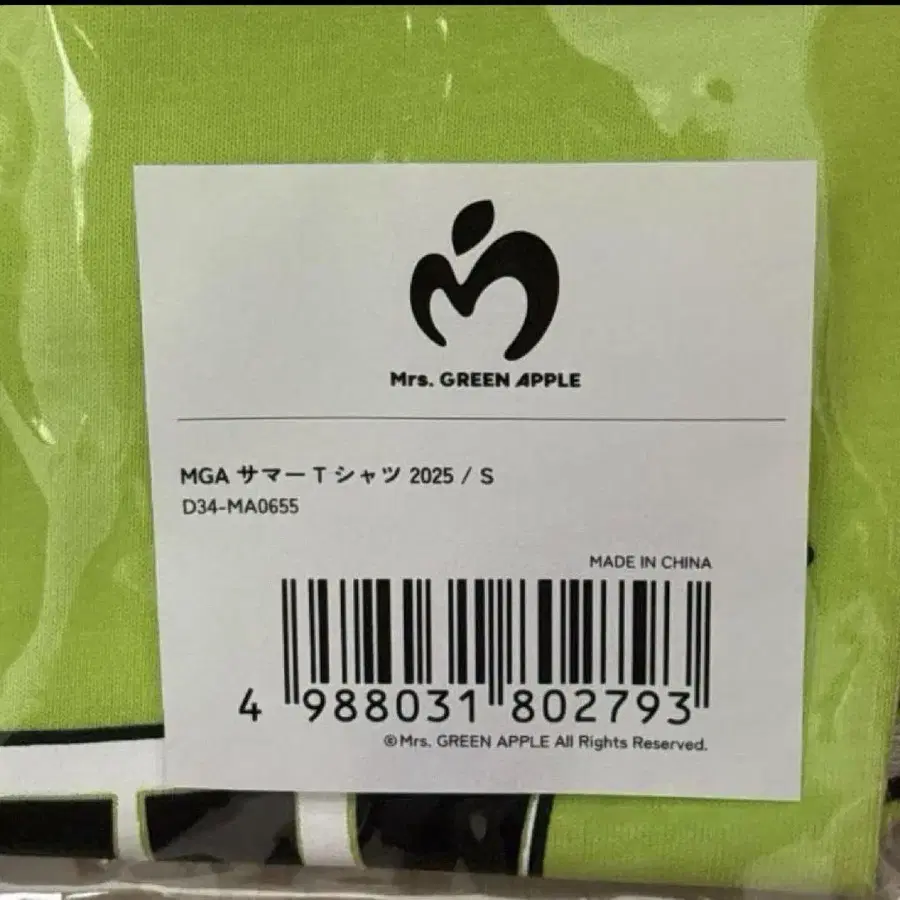 Mrs. GREEN APPLE
MGA サマー T シャツ 2025 / S
D34-MA0655
MADE IN CHINA
4 988031 802793
©Mrs. GREEN APPLE All Rights Reserved.